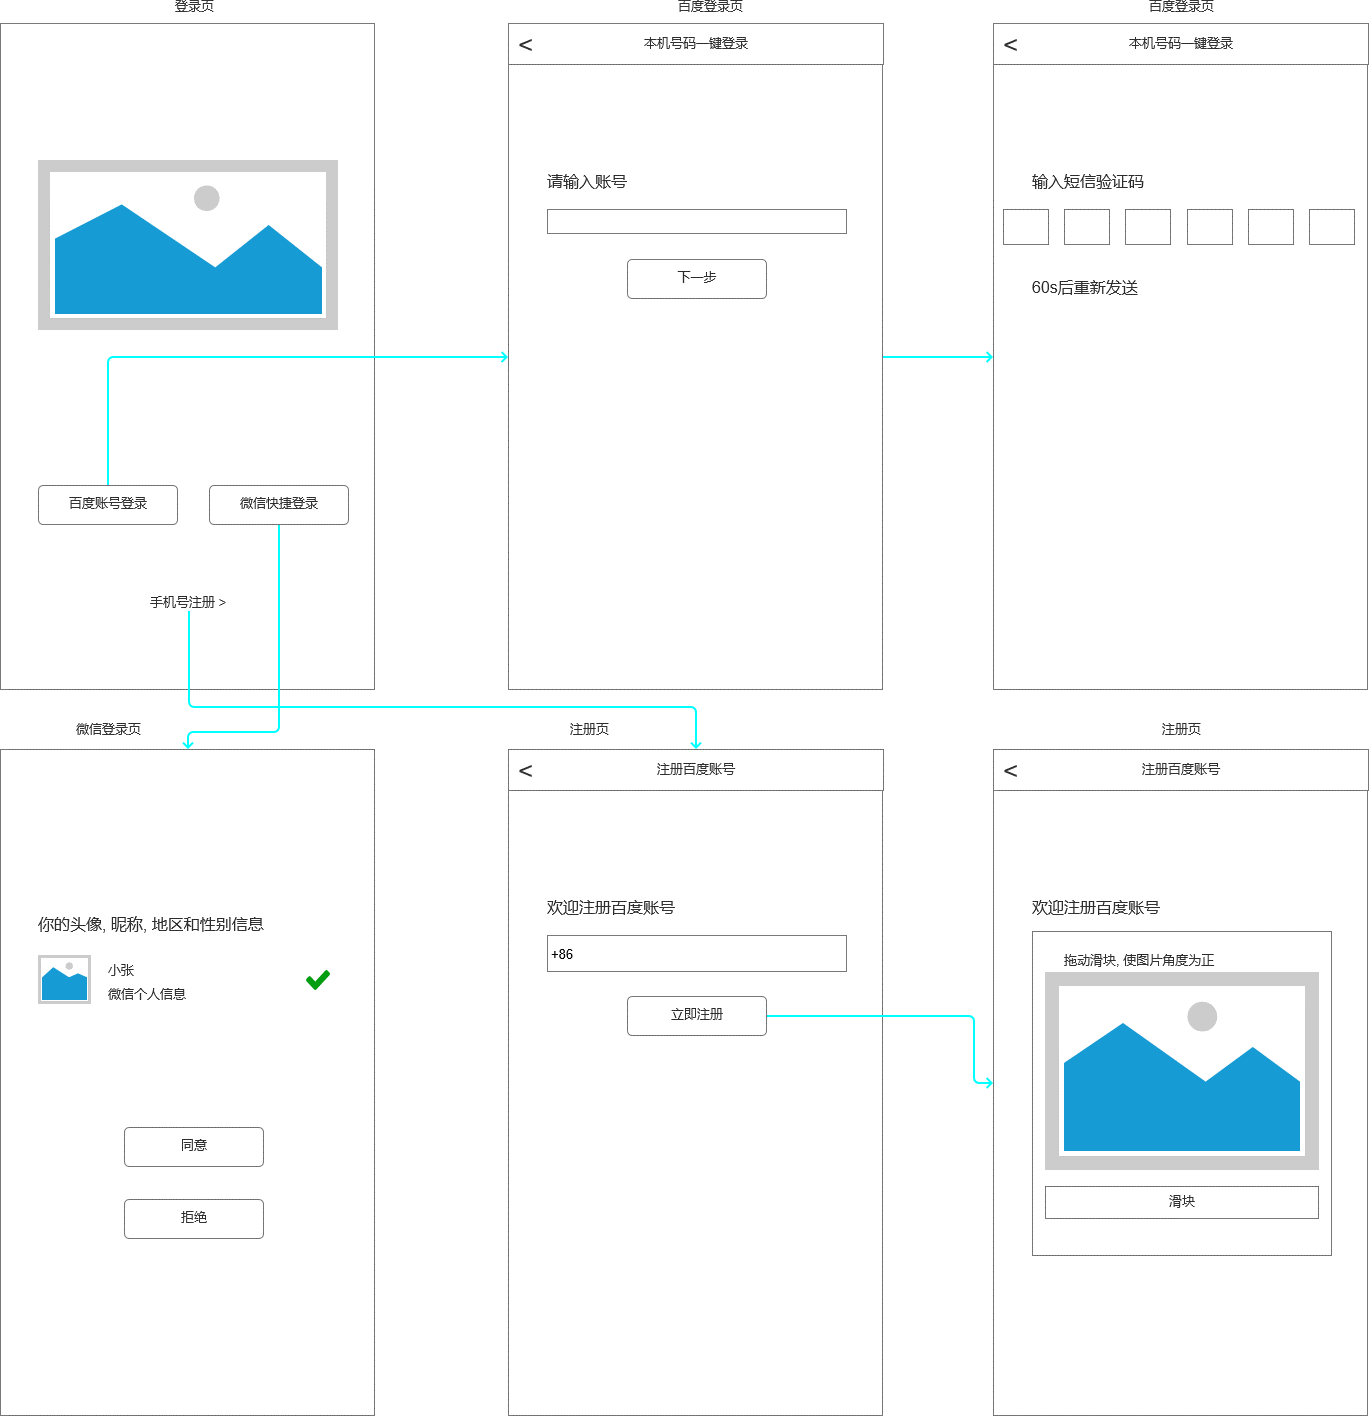 登录页
百度登录页
百度登录页
<
本机号码一键登录
<
本机号码一键登录
请输入账号
下一步
输入短信验证码
60s后重新发送
百度账号登录
微信快捷登录
手机号注册 >
微信登录页
注册页
注册页
你的头像, 昵称, 地区和性别信息
小张
微信个人信息
同意
拒绝
<
注册百度账号
欢迎注册百度账号
+86
立即注册
<
注册百度账号
欢迎注册百度账号
拖动滑块, 使图片角度为正
滑块